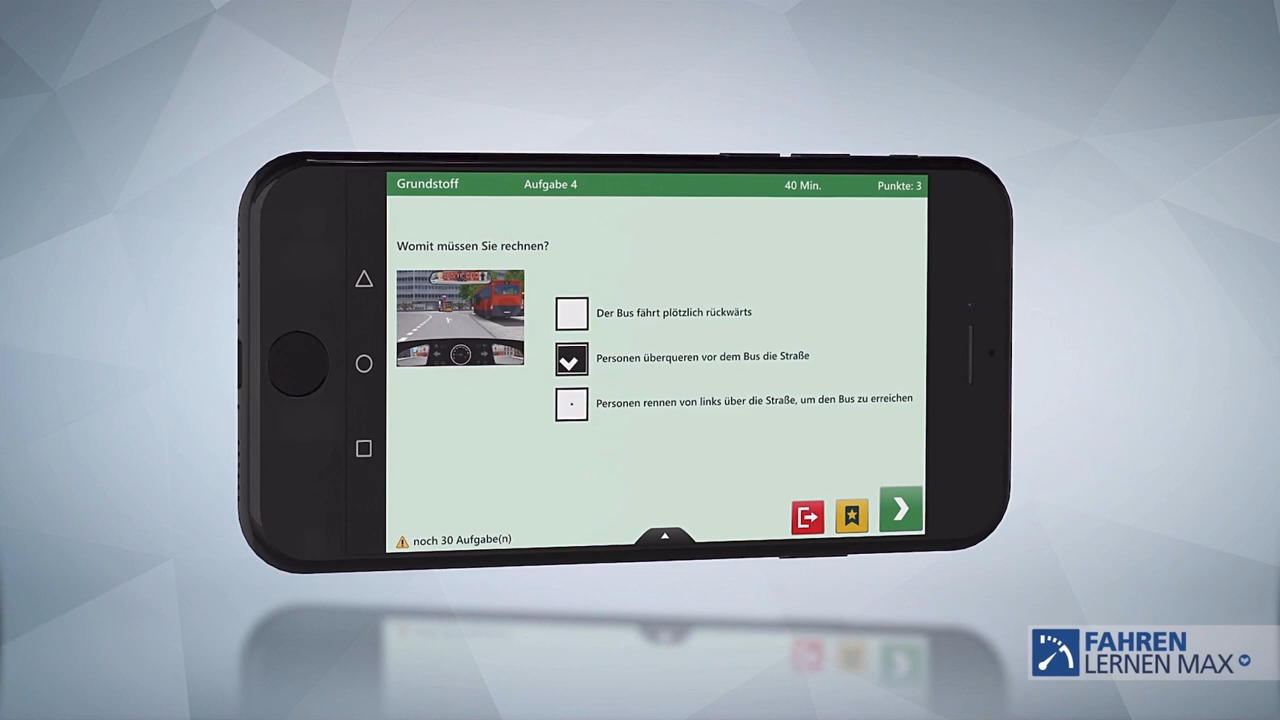 Grundstoff Aufgabe 4 40 Min. Punkte: 3
Womit müssen Sie rechnen?
Der Bus fährt plötzlich rückwärts
Personen überqueren vor dem Bus die Straße
Personen rennen von links über die Straße, um den Bus zu erreichen
noch 30 Aufgabe(n)
FAHREN
LERNEN MAX